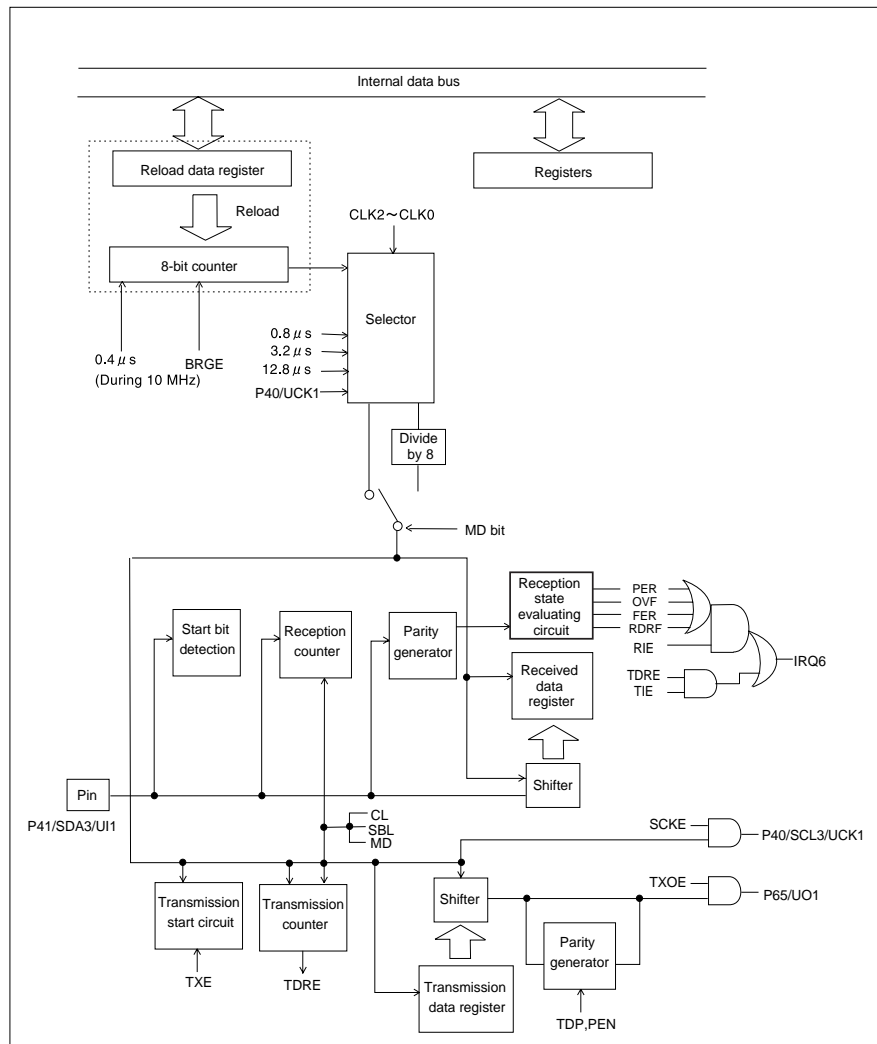 Internal data bus
Reload data register
Registers
Reload
CLK2～CLK0
8-bit counter
Selector
0.8 μ s
3.2 μ s
12.8 μ s
P40/UCK1
0.4 μ s
(During 10 MHz)
BRGE
Divide
by 8
MD bit
Start bit
detection
Reception
counter
Parity
generator
Reception
state
evaluating
circuit
PER
OVF
FER
RDRF
RIE
TDRE
TIE
IRQ6
Received
data
register
Shifter
Pin
P41/SDA3/UI1
CL
SBL
MD
SCKE
P40/SCL3/UCK1
Transmission
start circuit
Transmission
counter
Shifter
TXOE
P65/UO1
Parity
generator
TXE
TDRE
Transmission
data register
TDP,PEN